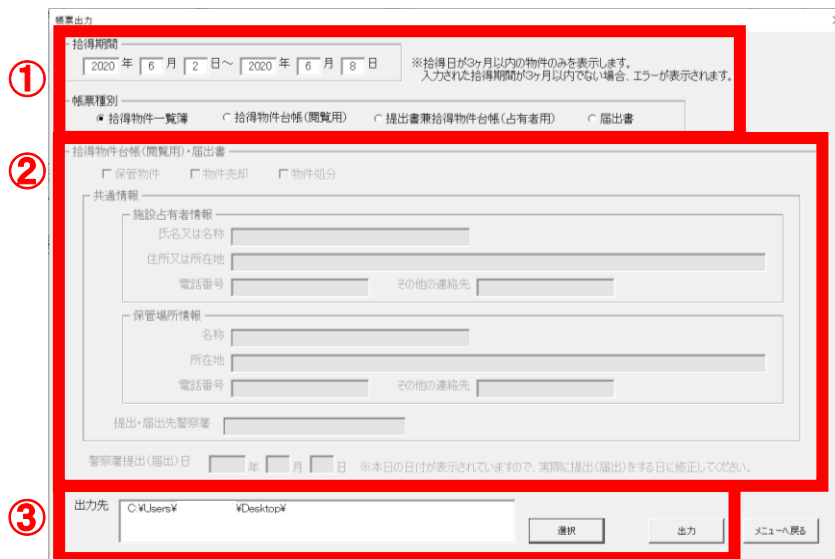 帳票出力
①
拾得期間
2020 年 6 月 2 日～ 2020 年 6 月 8 日
※拾得日が3ヶ月以内の物件のみを表示します。
入力された拾得期間が3ヶ月以内でない場合、エラーが表示されます。
帳票種別
拾得物件一覧簿 拾得物件台帳(閲覧用) 提出書兼拾得物件台帳(占有者用) 届出書
②
拾得物件台帳(閲覧用)・届出書
保管物件 物件売却 物件処分
共通情報
施設占有者情報
氏名又は名称
住所又は所在地
電話番号 その他の連絡先
保管場所情報
名称
所在地
電話番号 その他の連絡先
提出・届出先警察署
警察署提出(届出)日 年 月 日 ※本日の日付が表示されていますので、実際に提出(届出)をする日に修正してください。
③
出力先 C:¥Users¥ ¥Desktop¥
選択 出力 メニューへ戻る